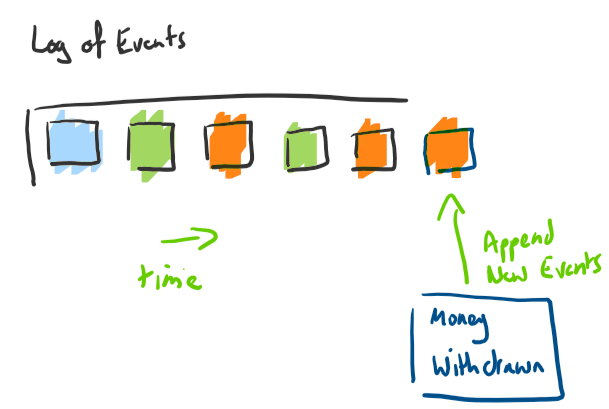 Log of Events
time
Append
New Events
Money
Withdrawn